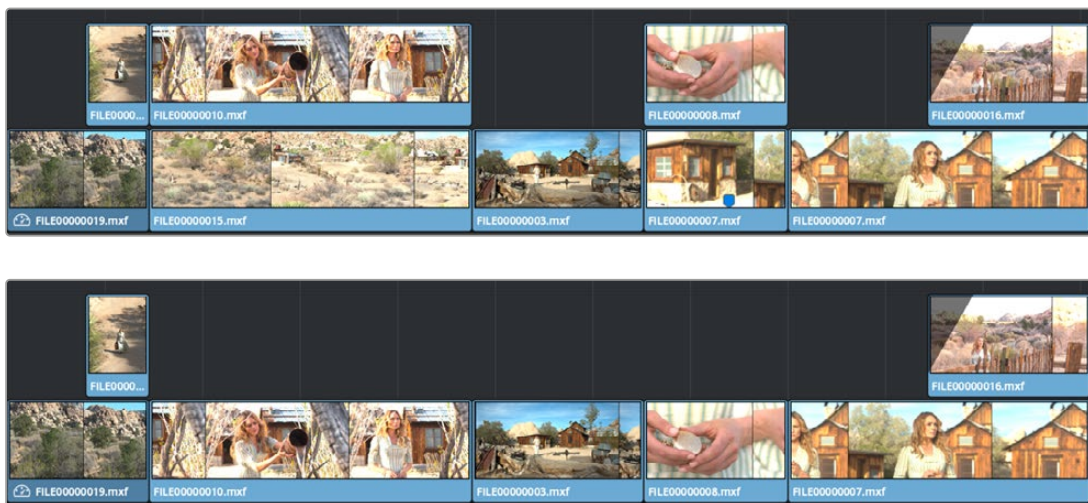 FILE0000... FILE00000010.mxf FILE00000008.mxf FILE00000016.mxf
FILE00000019.mxf FILE00000015.mxf FILE00000003.mxf FILE00000007.mxf FILE00000007.mxf
FILE0000... FILE00000016.mxf
FILE00000019.mxf FILE00000010.mxf FILE00000003.mxf FILE00000008.mxf FILE00000007.mxf